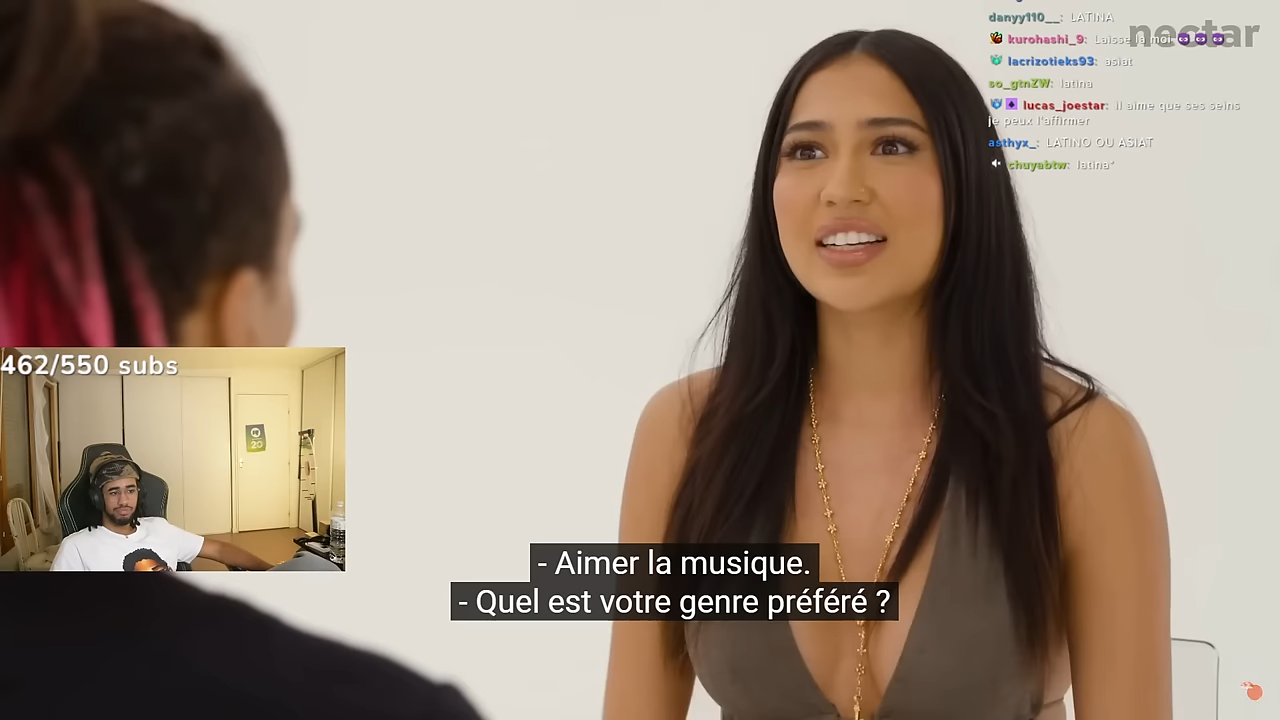 danyy110__: LATINA
nectar
kurohashi_9: Laisse la moi
lacrizotieks93: asiat
so_gtnZW: latina
lucas_joestar: il aime que ses seins
je peux l'affirmer
asthyx_: LATINO OU ASIAT
chuyabtw: latina*
462/550 subs
20
- Aimer la musique.
- Quel est votre genre préféré ?